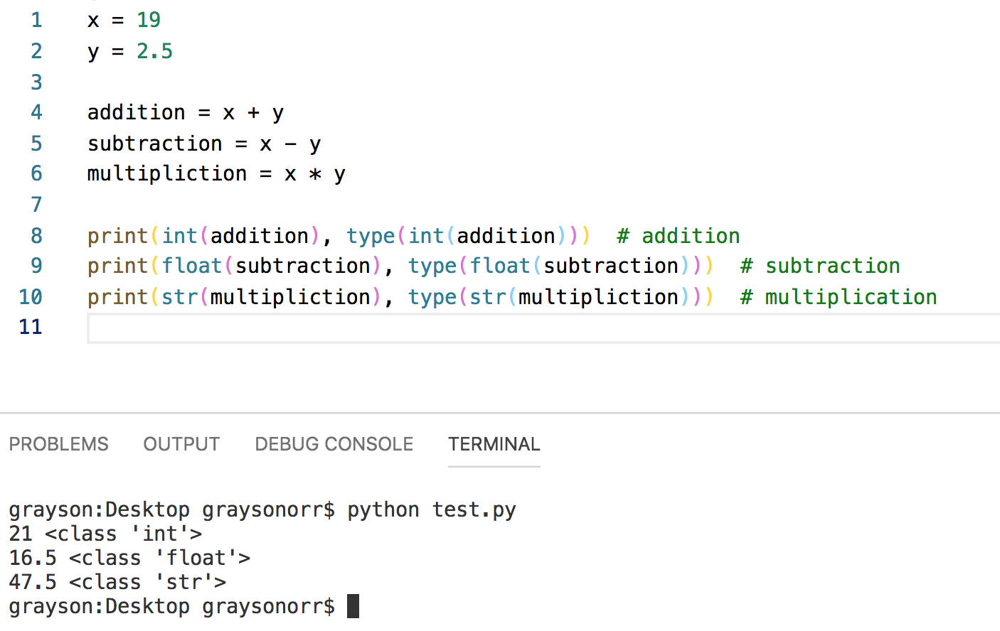 1 x = 19
2 y = 2.5
3
4 addition = x + y
5 subtraction = x - y
6 multipliction = x * y
7
8 print(int(addition), type(int(addition)))  # addition
9 print(float(subtraction), type(float(subtraction)))  # subtraction
10 print(str(multipliction), type(str(multipliction)))  # multiplication
11
PROBLEMS OUTPUT DEBUG CONSOLE TERMINAL
grayson:Desktop graysonorr$ python test.py
21 <class 'int'>
16.5 <class 'float'>
47.5 <class 'str'>
grayson:Desktop graysonorr$